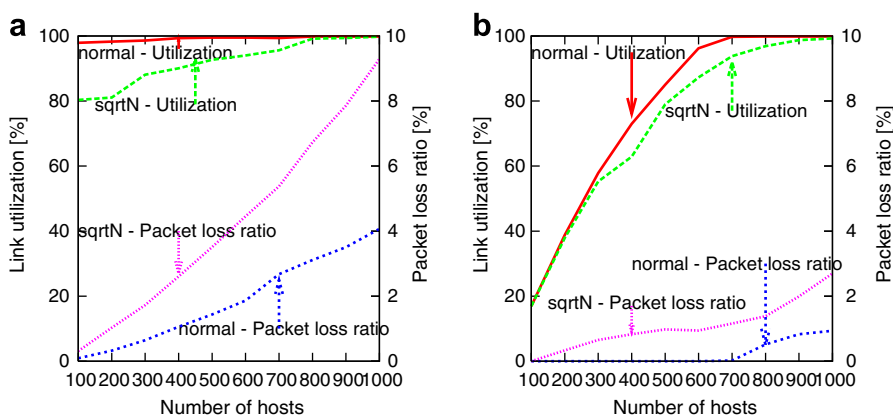 a
100
80
60
40
20
0
Link utilization [%]
normal - Utilization
sqrtN - Utilization
sqrtN - Packet loss ratio
normal - Packet loss ratio
10
8
6
4
2
0
Packet loss ratio [%]
100 200 300 400 500 600 700 800 900 1000
Number of hosts
b
100
80
60
40
20
0
Link utilization [%]
normal - Utilization
sqrtN - Utilization
normal - Packet loss ratio
sqrtN - Packet loss ratio
10
8
6
4
2
0
Packet loss ratio [%]
100 200 300 400 500 600 700 800 900 1000
Number of hosts